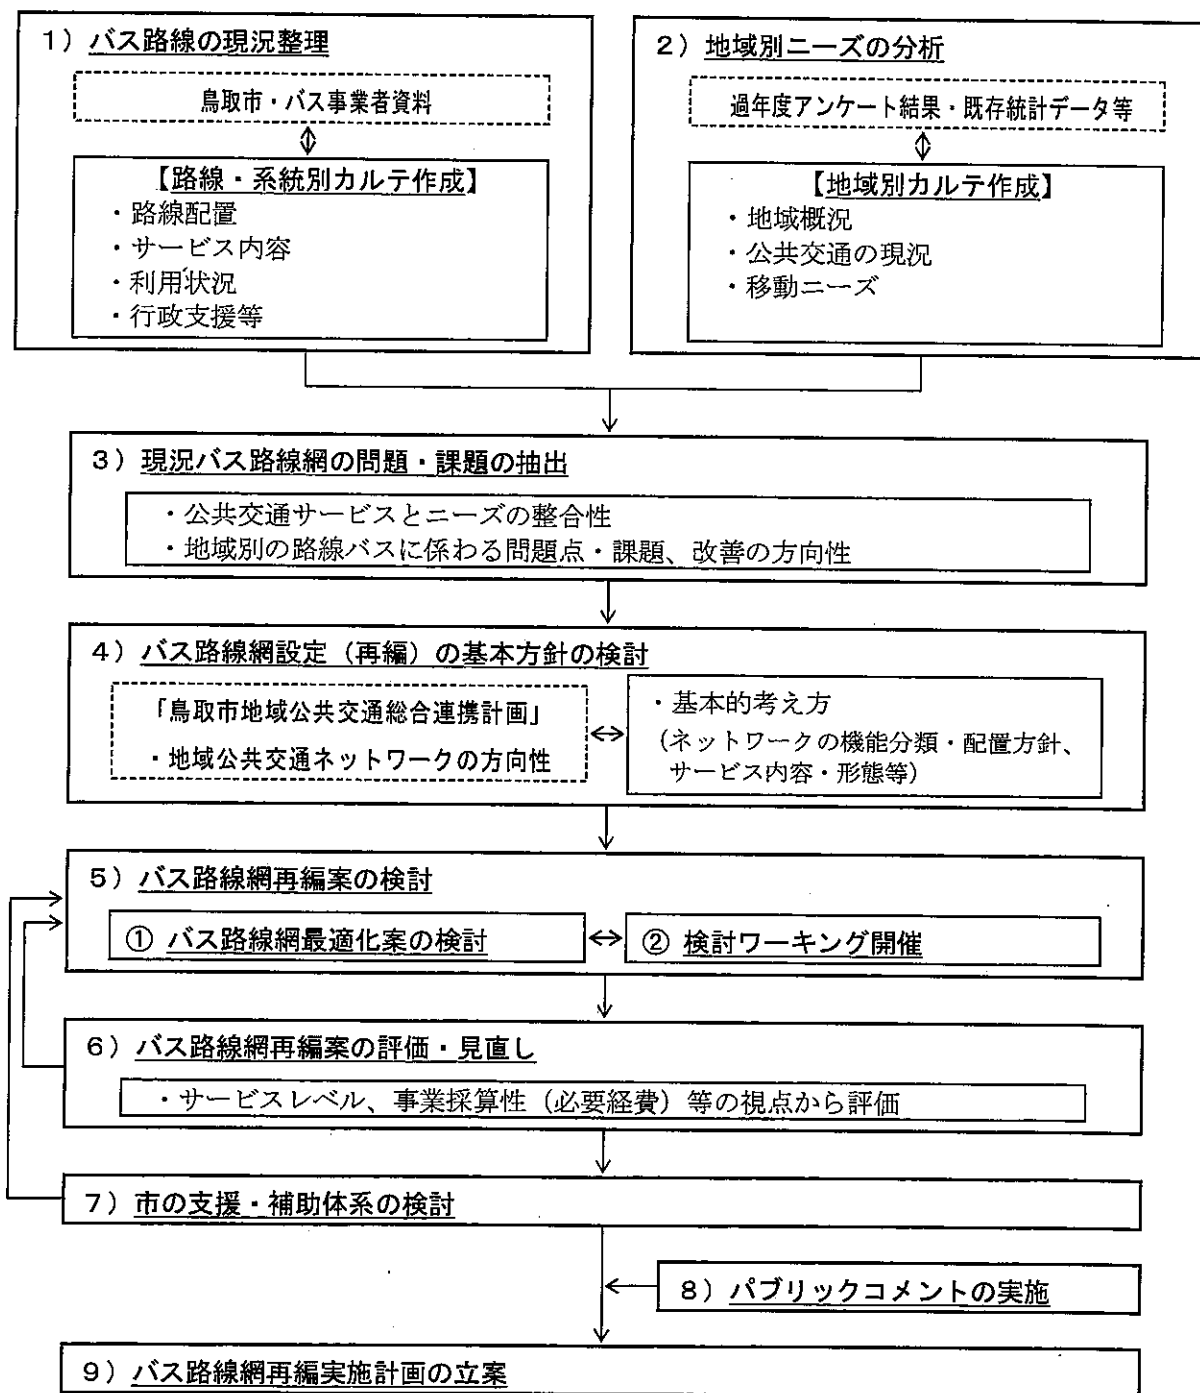 1）バス路線の現況整理
鳥取市・バス事業者資料
【路線・系統別カルテ作成】
・路線配置
・サービス内容
・利用状況
・行政支援等
2）地域別ニーズの分析
過年度アンケート結果・既存統計データ等
【地域別カルテ作成】
・地域概況
・公共交通の現況
・移動ニーズ
3）現況バス路線網の問題・課題の抽出
・公共交通サービスとニーズの整合性
・地域別の路線バスに係わる問題点・課題、改善の方向性
4）バス路線網設定（再編）の基本方針の検討
「鳥取市地域公共交通総合連携計画」
・地域公共交通ネットワークの方向性
・基本的考え方
（ネットワークの機能分類・配置方針、
サービス内容・形態等）
5）バス路線網再編案の検討
① バス路線網最適化案の検討
② 検討ワーキング開催
6）バス路線網再編案の評価・見直し
・サービスレベル、事業採算性（必要経費）等の視点から評価
7）市の支援・補助体系の検討
8）パブリックコメントの実施
9）バス路線網再編実施計画の立案